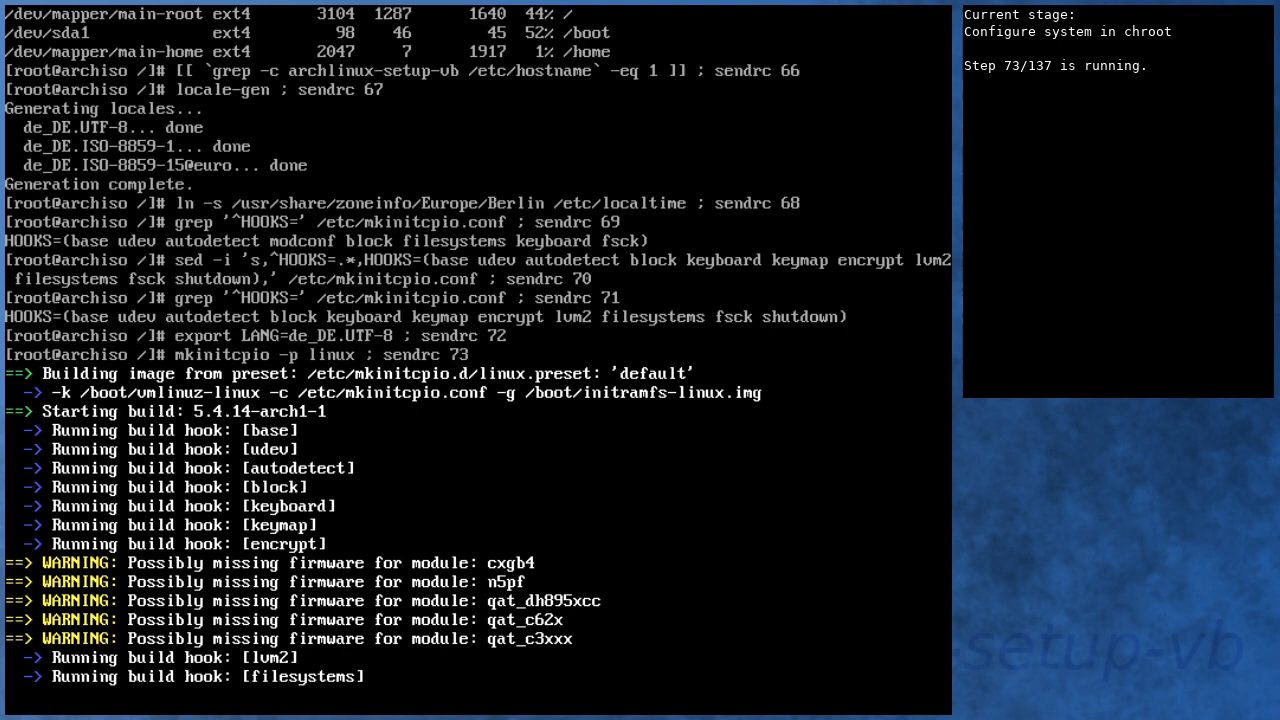 /dev/mapper/main-root ext4       3104  1287      1640  44% /
/dev/sda1             ext4         98    46        45  52% /boot
/dev/mapper/main-home ext4       2047     7      1917   1% /home
[root@archiso /]# [[ `grep -c archlinux-setup-vb /etc/hostname` -eq 1 ]] ; sendrc 66
[root@archiso /]# locale-gen ; sendrc 67
Generating locales...
  de_DE.UTF-8... done
  de_DE.ISO-8859-1... done
  de_DE.ISO-8859-15@euro... done
Generation complete.
[root@archiso /]# ln -s /usr/share/zoneinfo/Europe/Berlin /etc/localtime ; sendrc 68
[root@archiso /]# grep '^HOOKS=' /etc/mkinitcpio.conf ; sendrc 69
HOOKS=(base udev autodetect modconf block filesystems keyboard fsck)
[root@archiso /]# sed -i 's,^HOOKS=.*,HOOKS=(base udev autodetect block keyboard keymap encrypt lvm2
 filesystems fsck shutdown),' /etc/mkinitcpio.conf ; sendrc 70
[root@archiso /]# grep '^HOOKS=' /etc/mkinitcpio.conf ; sendrc 71
HOOKS=(base udev autodetect block keyboard keymap encrypt lvm2 filesystems fsck shutdown)
[root@archiso /]# export LANG=de_DE.UTF-8 ; sendrc 72
[root@archiso /]# mkinitcpio -p linux ; sendrc 73
==> Building image from preset: /etc/mkinitcpio.d/linux.preset: 'default'
  -> -k /boot/vmlinuz-linux -c /etc/mkinitcpio.conf -g /boot/initramfs-linux.img
==> Starting build: 5.4.14-arch1-1
  -> Running build hook: [base]
  -> Running build hook: [udev]
  -> Running build hook: [autodetect]
  -> Running build hook: [block]
  -> Running build hook: [keyboard]
  -> Running build hook: [keymap]
  -> Running build hook: [encrypt]
==> WARNING: Possibly missing firmware for module: cxgb4
==> WARNING: Possibly missing firmware for module: n5pf
==> WARNING: Possibly missing firmware for module: qat_dh895xcc
==> WARNING: Possibly missing firmware for module: qat_c62x
==> WARNING: Possibly missing firmware for module: qat_c3xxx
  -> Running build hook: [lvm2]
  -> Running build hook: [filesystems]
Current stage:
Configure system in chroot
Step 73/137 is running.
-setup-vb